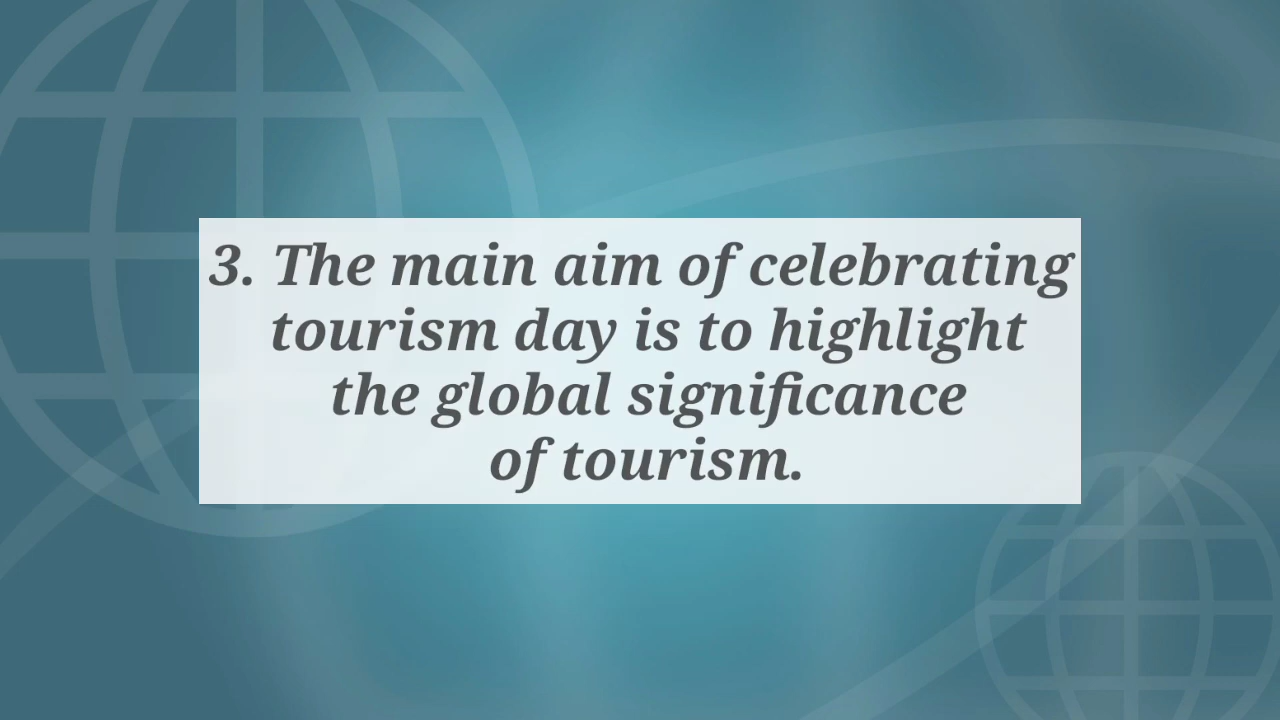 3. The main aim of celebrating
tourism day is to highlight
the global significance
of tourism.